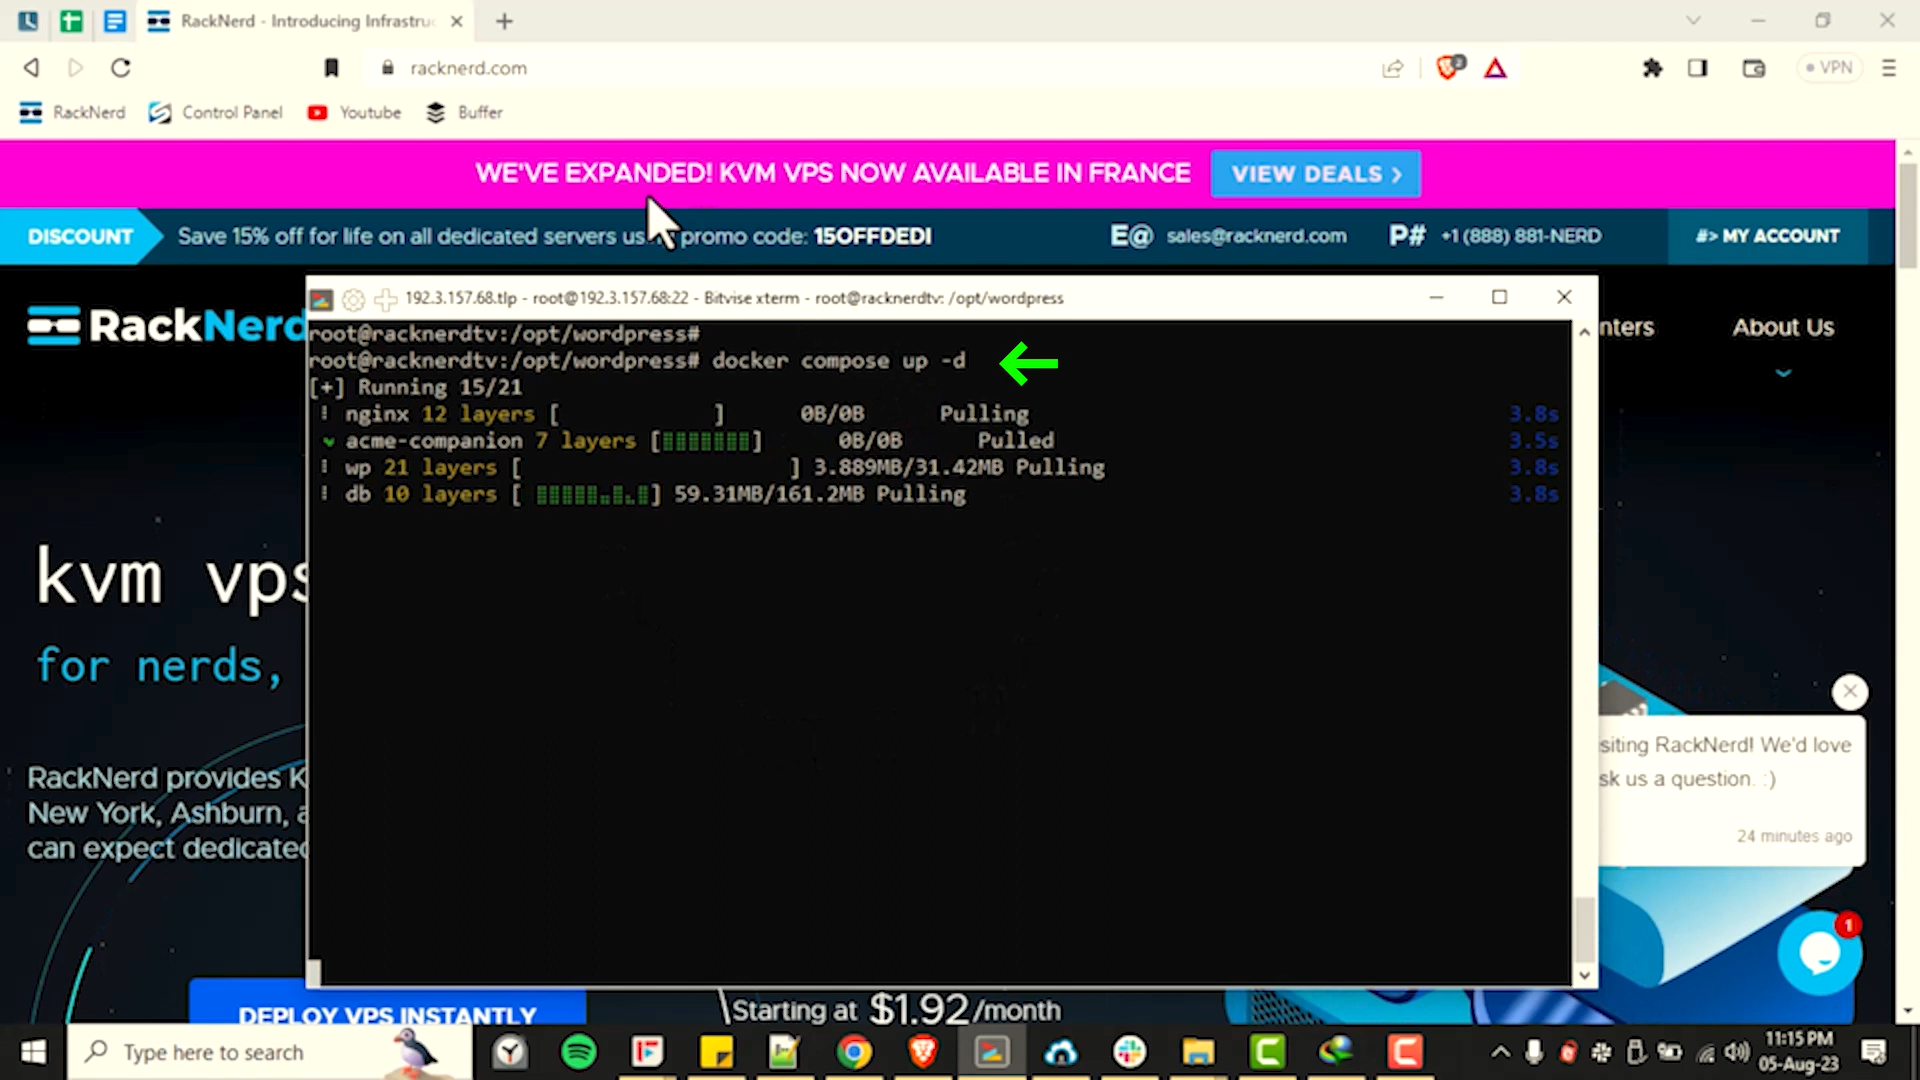 RackNerd - Introducing Infrastruc
racknerd.com
VPN
RackNerd
Control Panel
Youtube
Buffer
WE'VE EXPANDED! KVM VPS NOW AVAILABLE IN FRANCE
VIEW DEALS >
DISCOUNT
Save 15% off for life on all dedicated servers promo code: 15OFFDEDI
E@ sales@racknerd.com
P# +1 (888) 881-NERD
#> MY ACCOUNT
192.3.157.68.tlp - root@192.3.157.68:22 - Bitvise xterm - root@racknerdtv: /opt/wordpress
RackNerd
nters
About Us
root@racknerdtv:/opt/wordpress#
root@racknerdtv:/opt/wordpress# docker compose up -d
[+] Running 15/21
! nginx 12 layers [ ] 0B/0B Pulling 3.8s
acme-companion 7 layers [⣿⣿⣿⣿⣿⣿⣿] 0B/0B Pulled 3.5s
! wp 21 layers [ ] 3.889MB/31.42MB Pulling 3.8s
! db 10 layers [ ] 59.31MB/161.2MB Pulling 3.8s
kvm vps
for nerds,
RackNerd provides K
New York, Ashburn, a
can expect dedicated
siting RackNerd! We'd love
sk us a question. :)
24 minutes ago
1
DEPLOY VPS INSTANTLY
Starting at $1.92/month
Type here to search
11:15 PM
05-Aug-23